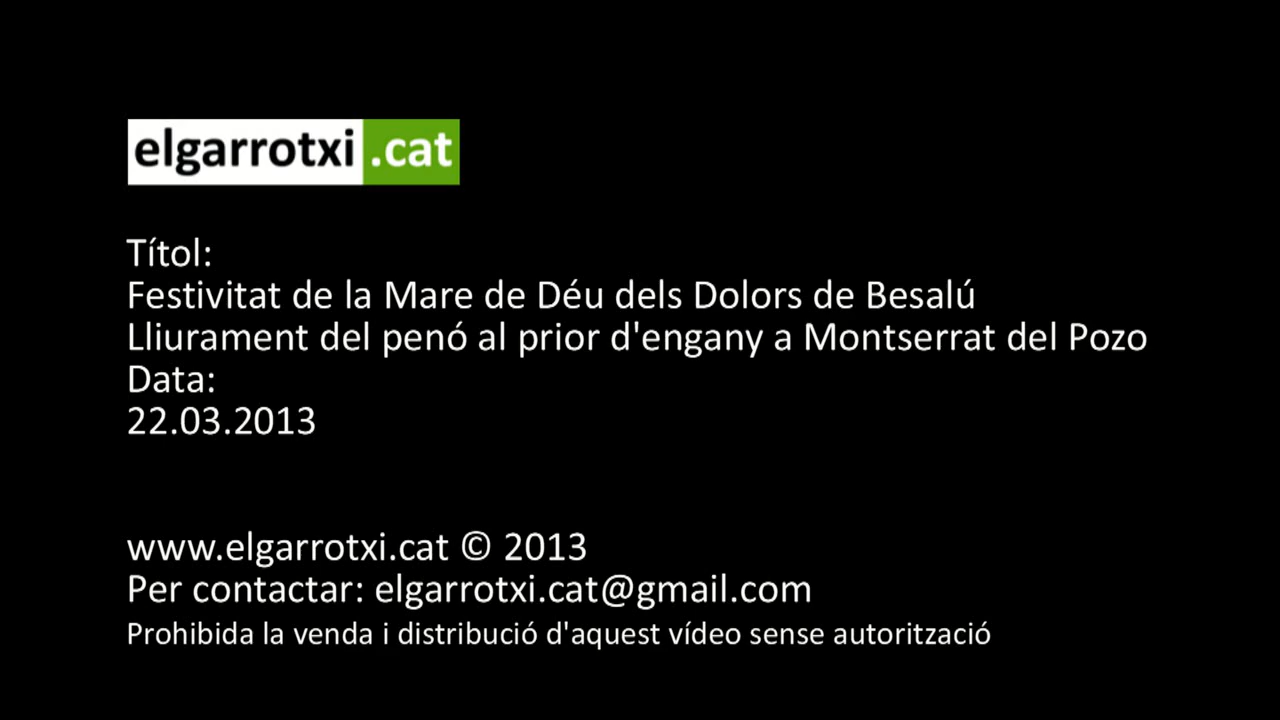 elgarrotxi.cat
Títol:
Festivitat de la Mare de Déu dels Dolors de Besalú
Lliurament del penó al prior d'engany a Montserrat del Pozo
Data:
22.03.2013
www.elgarrotxi.cat © 2013
Per contactar: elgarrotxi.cat@gmail.com
Prohibida la venda i distribució d'aquest vídeo sense autorització